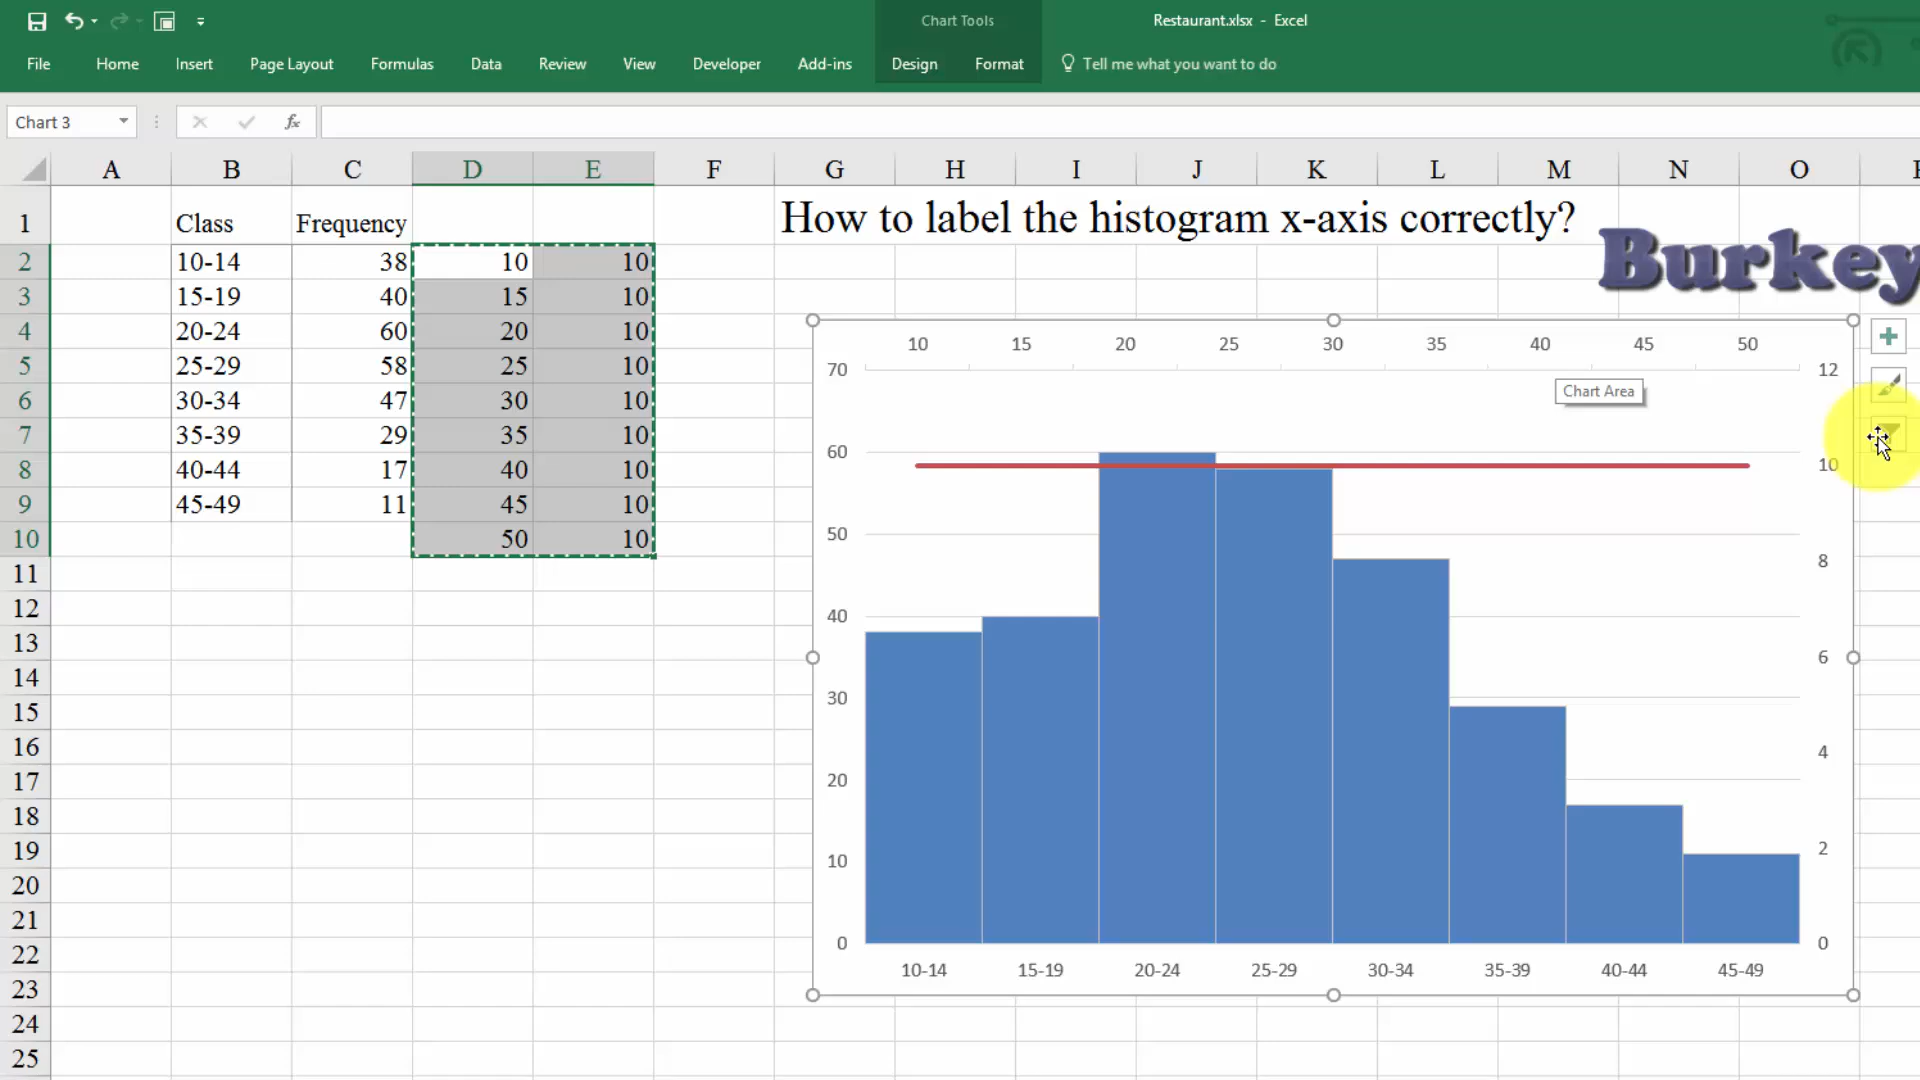 Chart Tools
Restaurant.xlsx - Excel
File Home Insert Page Layout Formulas Data Review View Developer Add-ins Design Format Tell me what you want to do
Chart 3 fx
A B C D E F G H I J K L M N O
1 Class Frequency How to label the histogram x-axis correctly?
Burkey
2 10-14 38 10 10
3 15-19 40 15 10
4 20-24 60 20 10
5 25-29 58 25 10
6 30-34 47 30 10
7 35-39 29 35 10
8 40-44 17 40 10
9 45-49 11 45 10
10 50 10
11
12
13
14
15
16
17
18
19
20
21
22
23
24
25
10 15 20 25 30 35 40 45 50
70 12
Chart Area
60
10
50
8
40
6
30
4
20
2
10
0 0
10-14 15-19 20-24 25-29 30-34 35-39 40-44 45-49